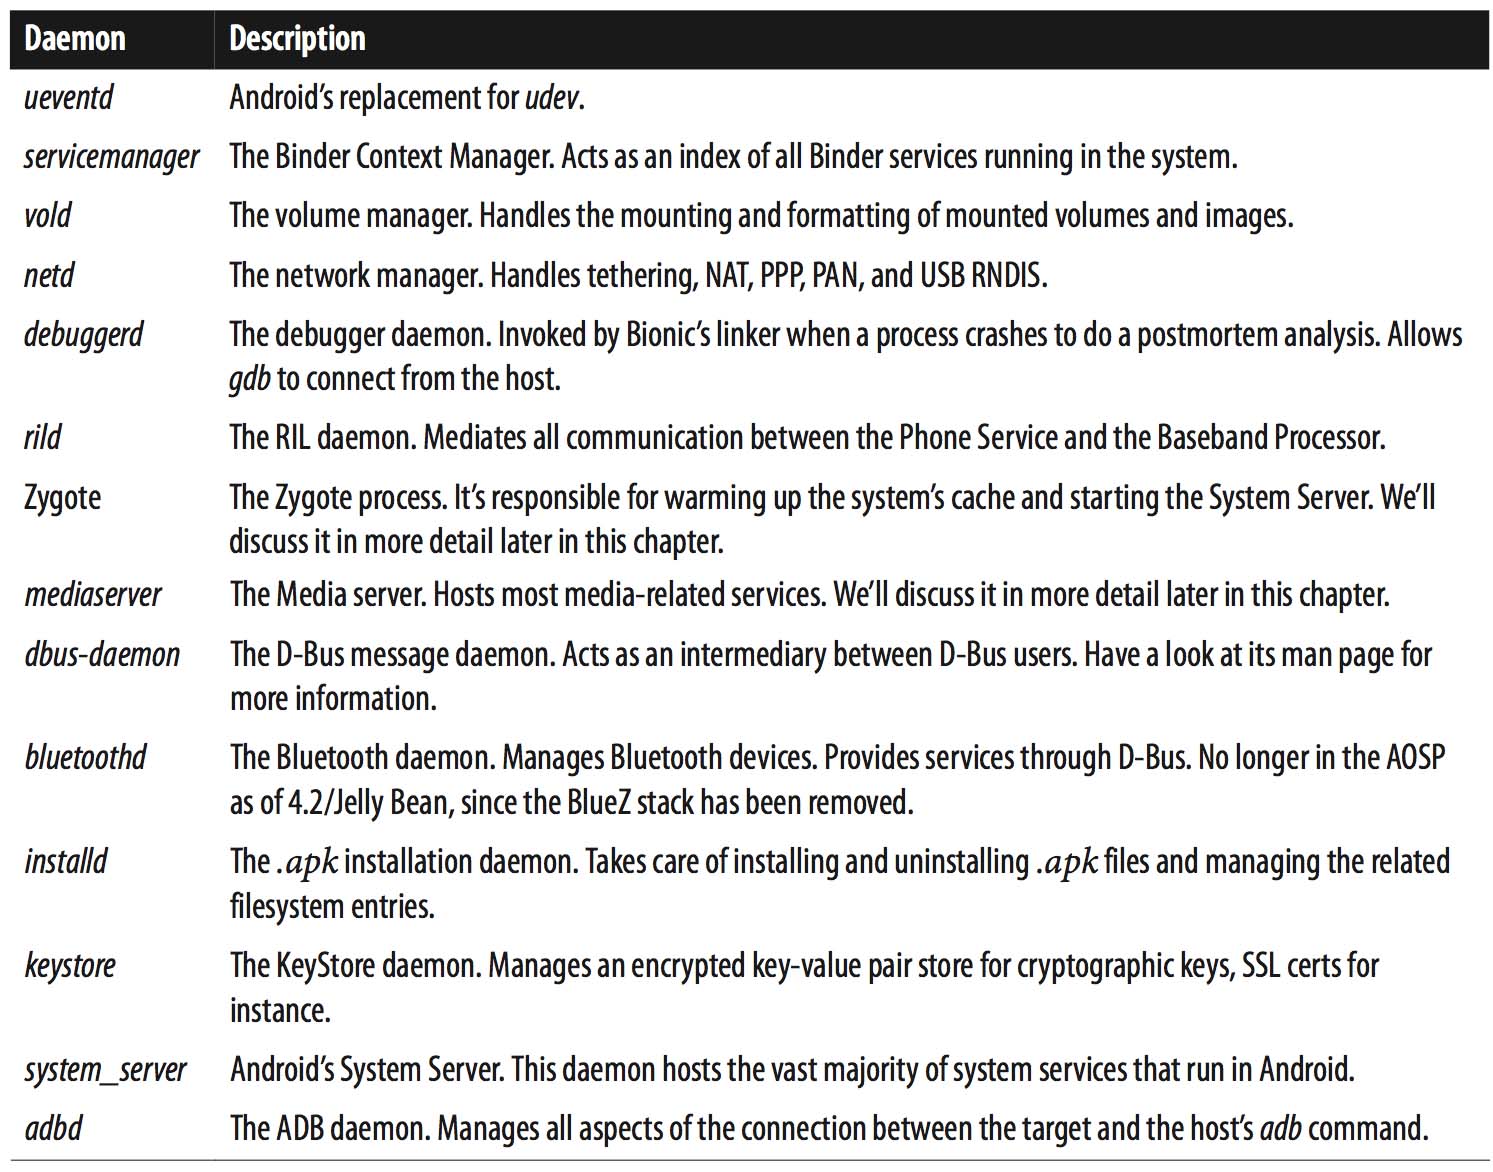 Daemon Description
ueventd Android’s replacement for udev.
servicemanager The Binder Context Manager. Acts as an index of all Binder services running in the system.
vold The volume manager. Handles the mounting and formatting of mounted volumes and images.
netd The network manager. Handles tethering, NAT, PPP, PAN, and USB RNDIS.
debuggerd The debugger daemon. Invoked by Bionic’s linker when a process crashes to do a postmortem analysis. Allows
gdb to connect from the host.
rild The RIL daemon. Mediates all communication between the Phone Service and the Baseband Processor.
Zygote The Zygote process. It’s responsible for warming up the system’s cache and starting the System Server. We’ll
discuss it in more detail later in this chapter.
mediaserver The Media server. Hosts most media-related services. We’ll discuss it in more detail later in this chapter.
dbus-daemon The D-Bus message daemon. Acts as an intermediary between D-Bus users. Have a look at its man page for
more information.
bluetoothd The Bluetooth daemon. Manages Bluetooth devices. Provides services through D-Bus. No longer in the AOSP
as of 4.2/Jelly Bean, since the BlueZ stack has been removed.
installd The .apk installation daemon. Takes care of installing and uninstalling .apk files and managing the related
filesystem entries.
keystore The KeyStore daemon. Manages an encrypted key-value pair store for cryptographic keys, SSL certs for
instance.
system_server Android’s System Server. This daemon hosts the vast majority of system services that run in Android.
adbd The ADB daemon. Manages all aspects of the connection between the target and the host’s adb command.